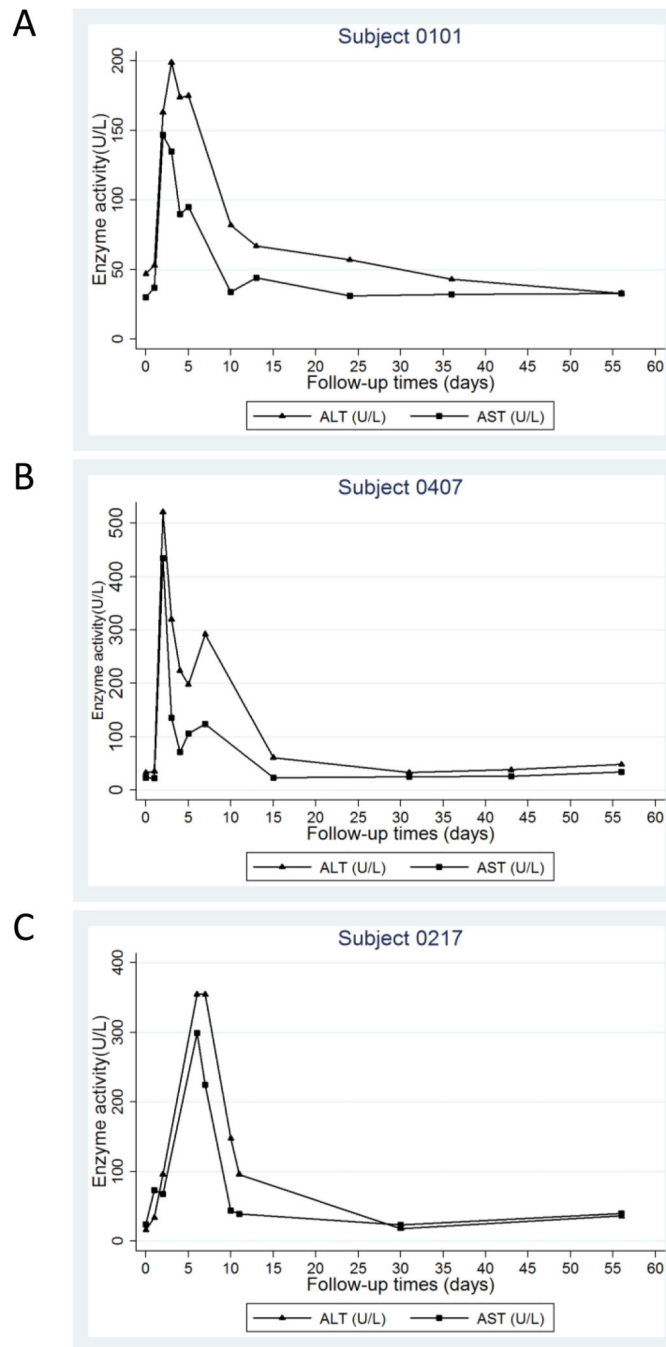 A
Subject 0101
Enzyme activity(U/L)
200
150
100
50
0
0 5 10 15 20 25 30 35 40 45 50 55 60
Follow-up times (days)
ALT (U/L) AST (U/L)
B
Subject 0407
Enzyme activity(U/L)
500
400
300
200
100
0
0 5 10 15 20 25 30 35 40 45 50 55 60
Follow-up times (days)
ALT (U/L) AST (U/L)
C
Subject 0217
Enzyme activity(U/L)
400
300
200
100
0
0 5 10 15 20 25 30 35 40 45 50 55 60
Follow-up times (days)
ALT (U/L) AST (U/L)